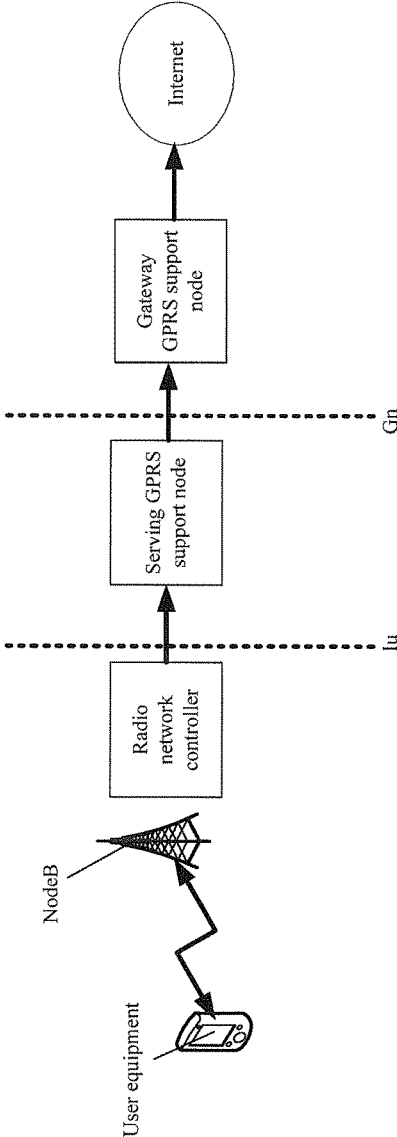 User equipment
NodeB
Radio
network
controller
Iu
Serving GPRS
support node
Gn
Gateway
GPRS support
node
Internet